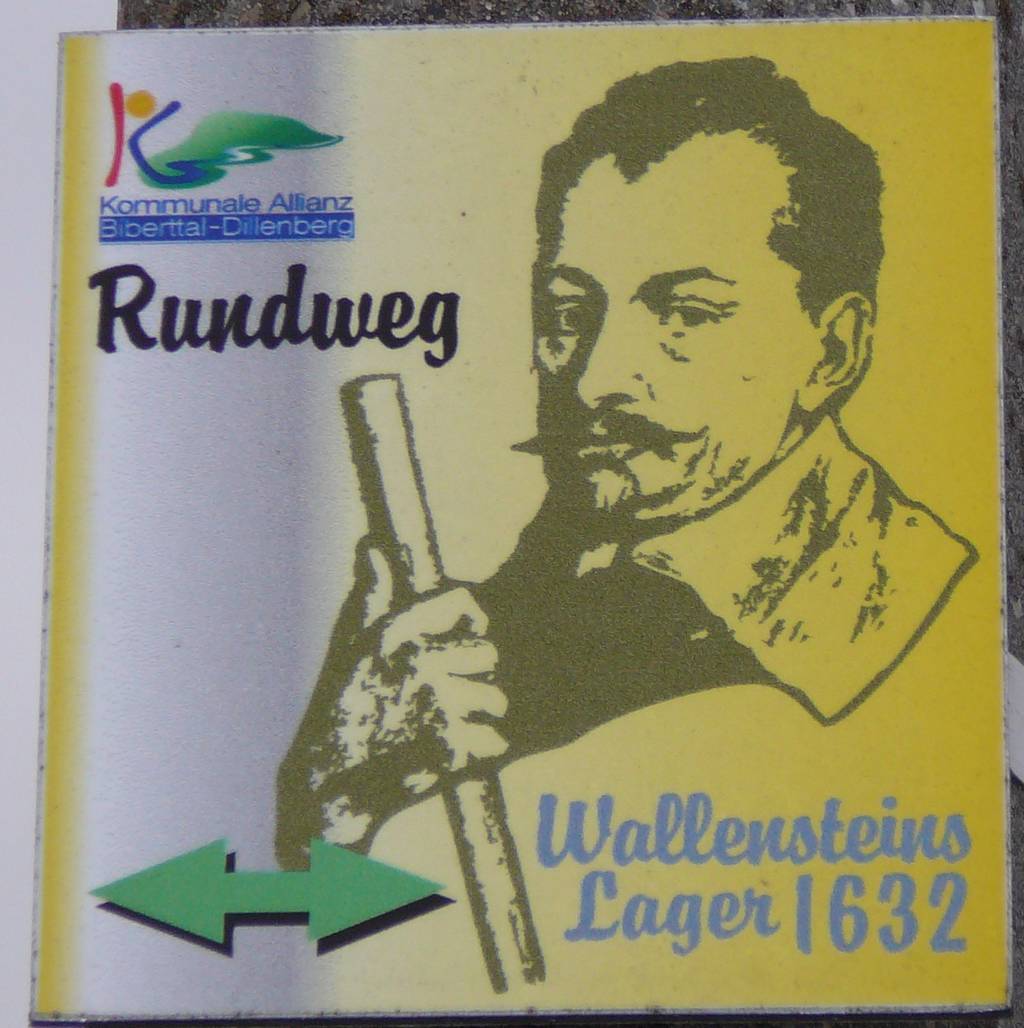 Kommunale Allianz
Biberttal-Dillenberg
Rundweg
Wallensteins
Lager 1632